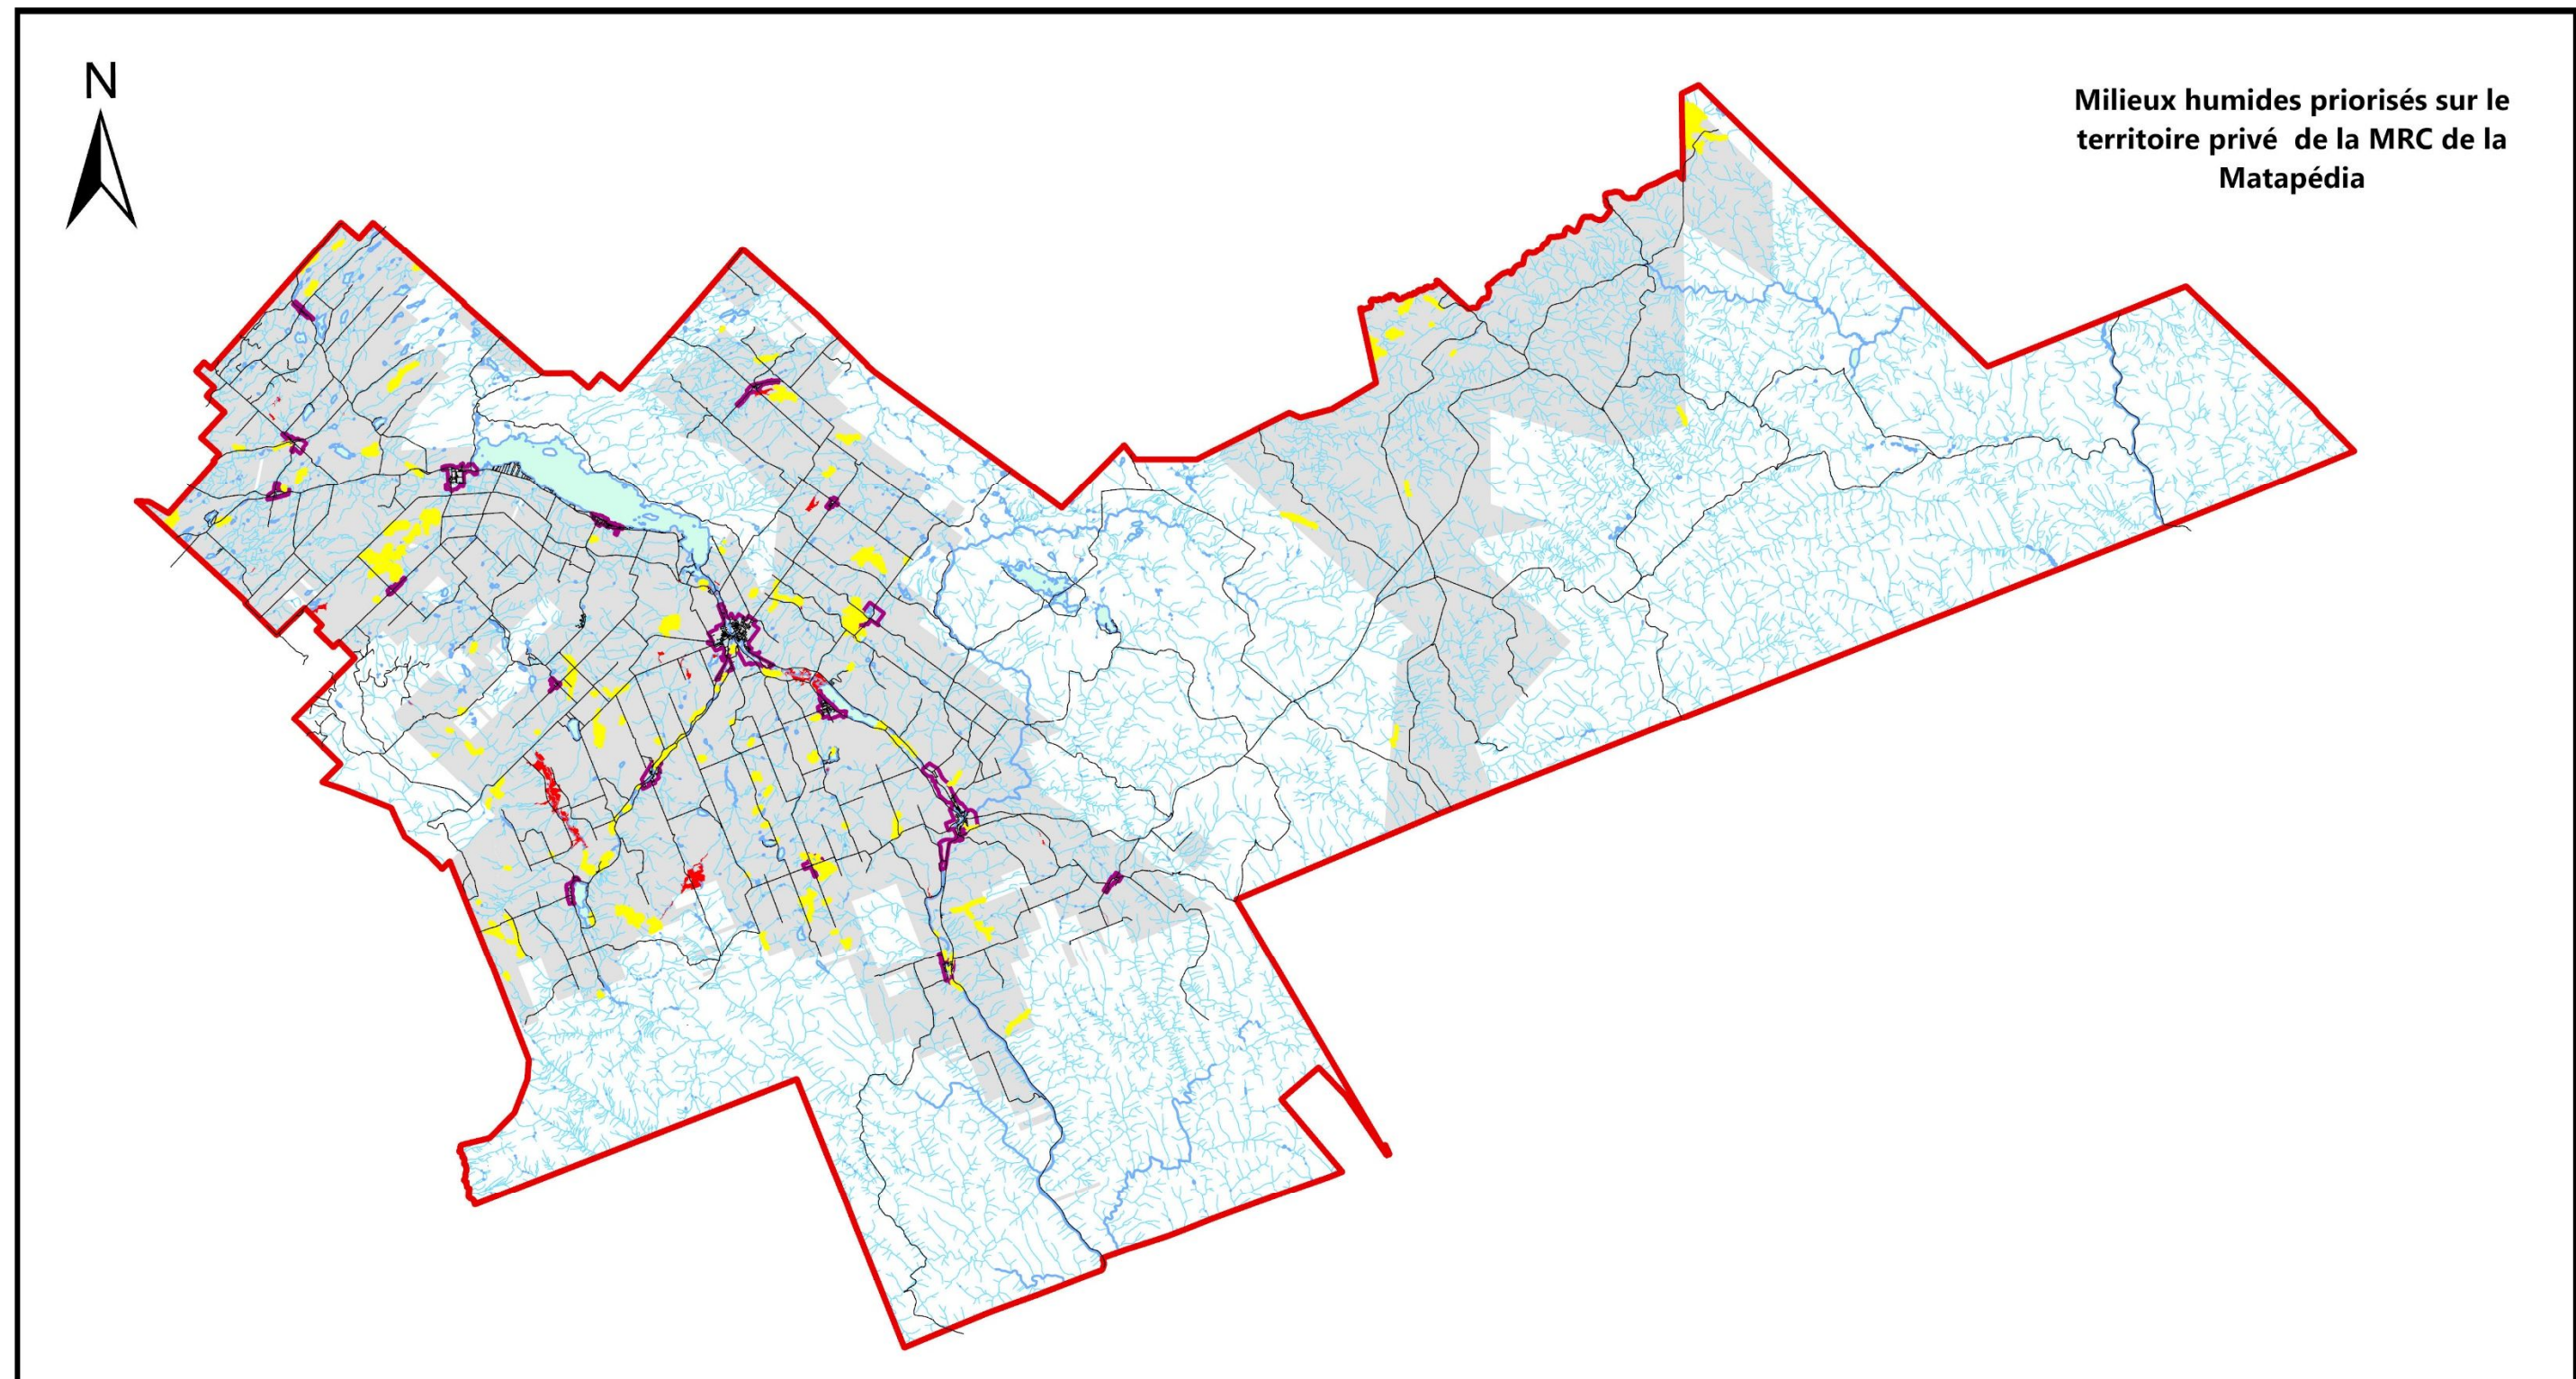 N
Milieux humides priorisés sur le
territoire privé  de la MRC de la
Matapédia